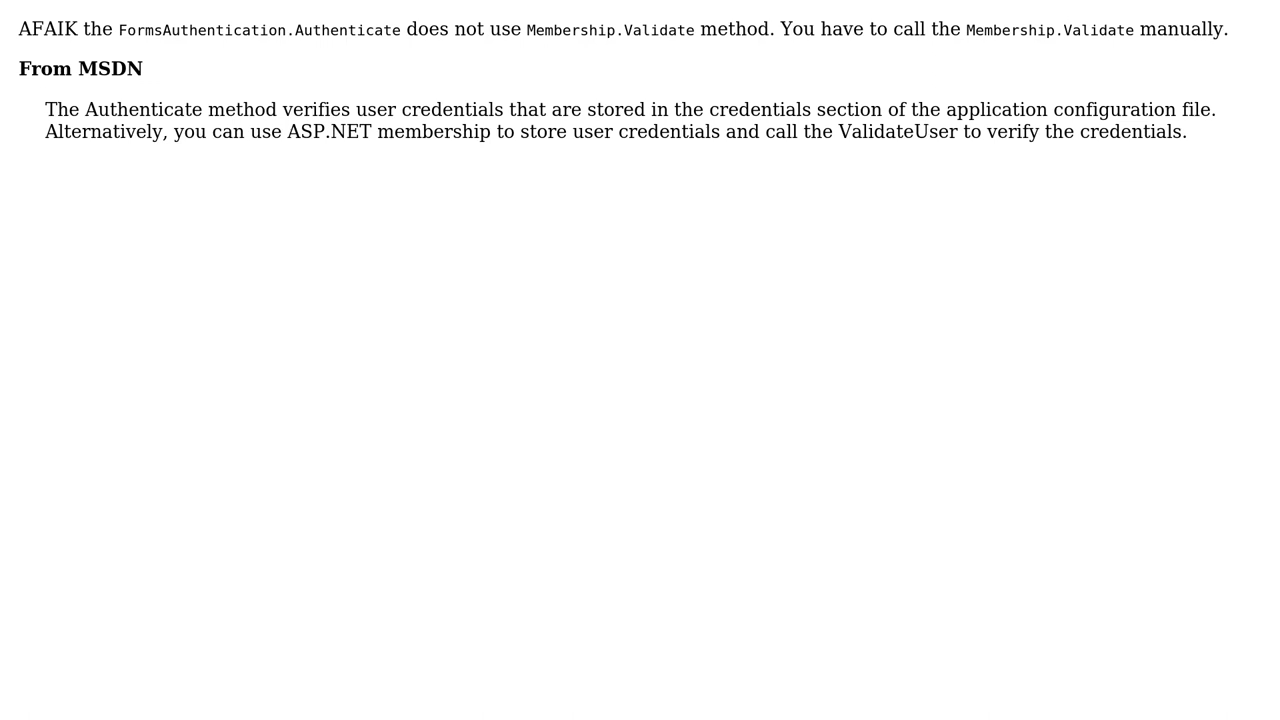 AFAIK the FormsAuthentication.Authenticate does not use Membership.Validate method. You have to call the Membership.Validate manually.
From MSDN
The Authenticate method verifies user credentials that are stored in the credentials section of the application configuration file.
Alternatively, you can use ASP.NET membership to store user credentials and call the ValidateUser to verify the credentials.